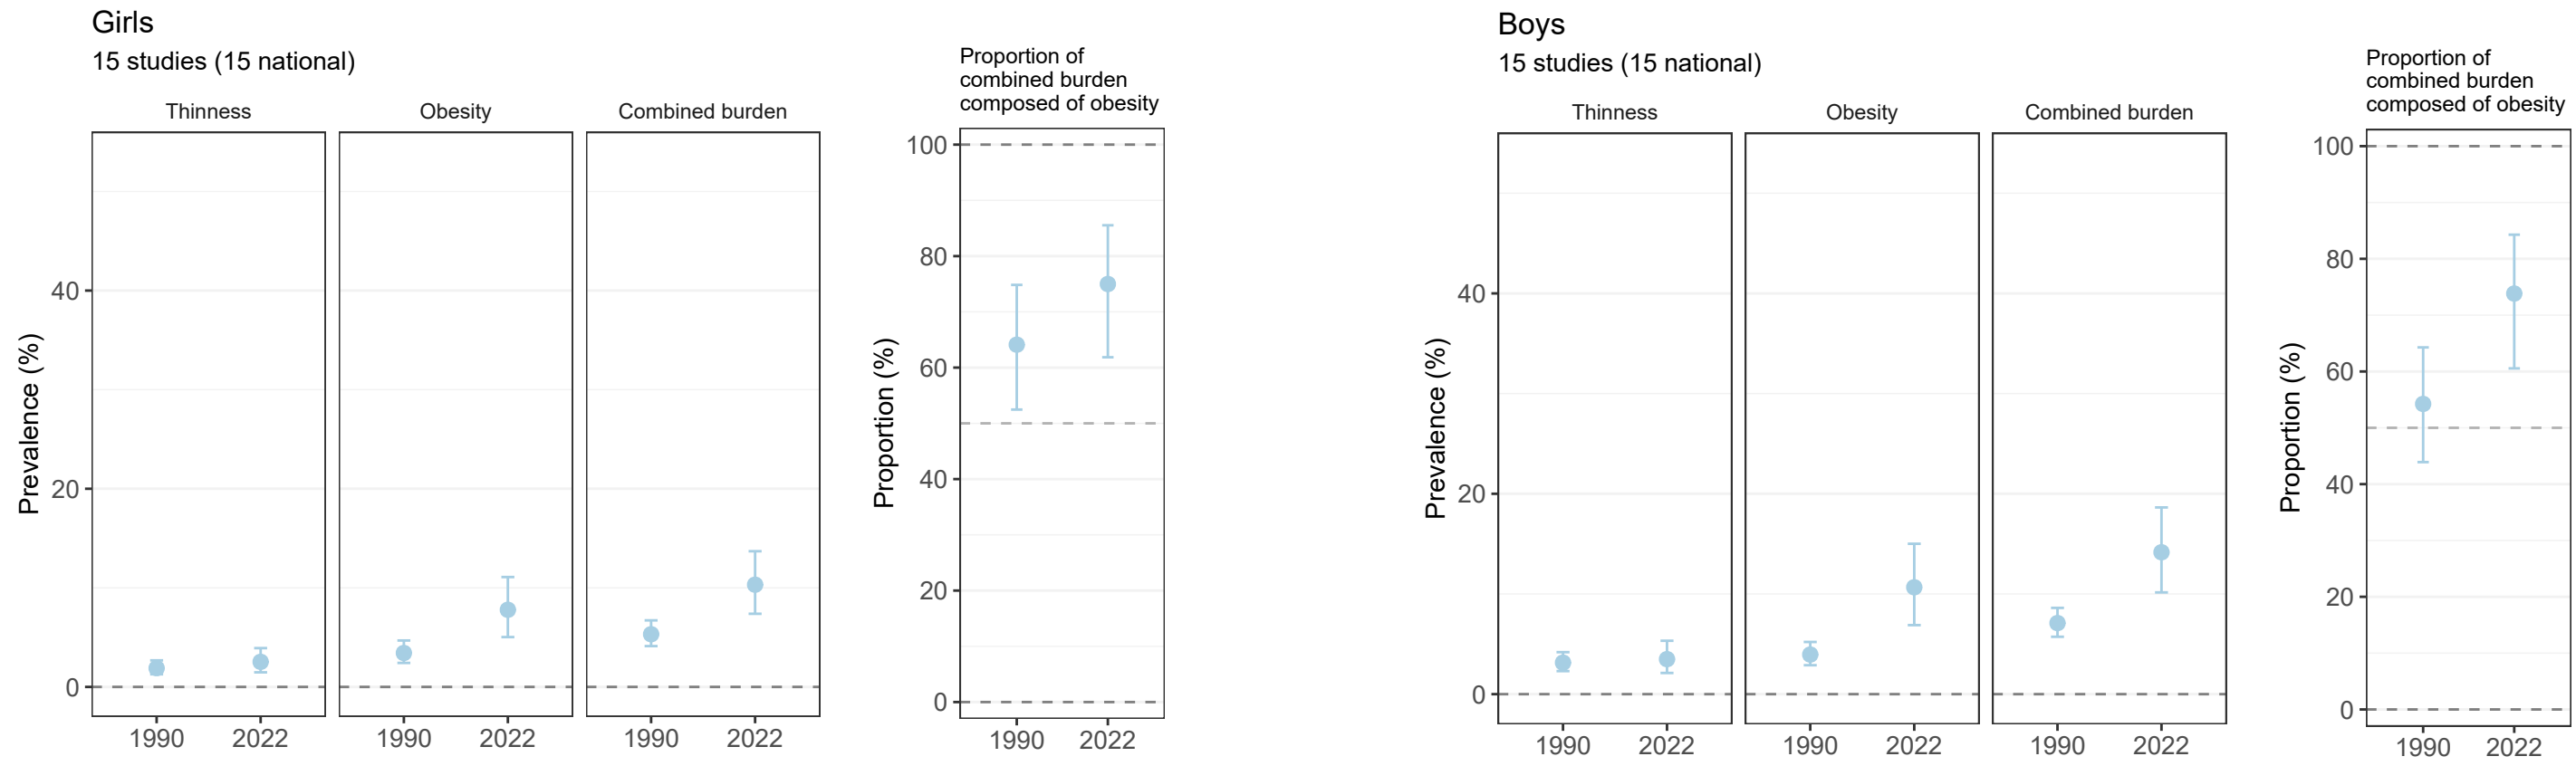 Girls
15 studies (15 national)
Thinness
Obesity
Combined burden
Prevalence (%)
40
20
0
1990
2022
1990
2022
1990
2022
Proportion of
combined burden
composed of obesity
Proportion (%)
100
80
60
40
20
0
1990
2022
Boys
15 studies (15 national)
Thinness
Obesity
Combined burden
Prevalence (%)
40
20
0
1990
2022
1990
2022
1990
2022
Proportion of
combined burden
composed of obesity
Proportion (%)
100
80
60
40
20
0
1990
2022